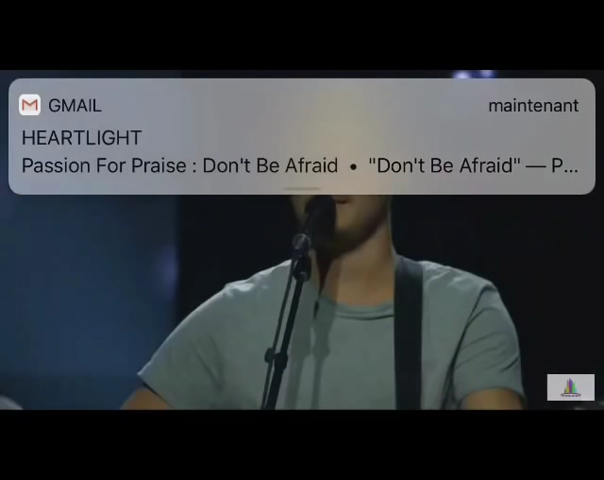 GMAIL
maintenant
HEARTLIGHT
Passion For Praise : Don't Be Afraid • "Don't Be Afraid" — P...